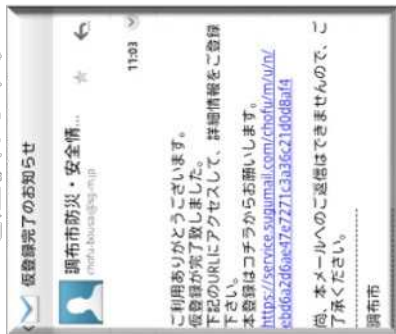 仮登録完了のお知らせ
調布市防災・安全情...
chofu-bousai@sg-m.jp
11:03
ご利用ありがとうございます。
仮登録が完了致しました。
下記のURLにアクセスして、詳細情報をご登録
下さい。
本登録はコチラからお願いします。
https://service.sugumail.com/chofu/m/u/n/
尚、本メールへのご返信はできませんので、ご
了承ください。
調布市